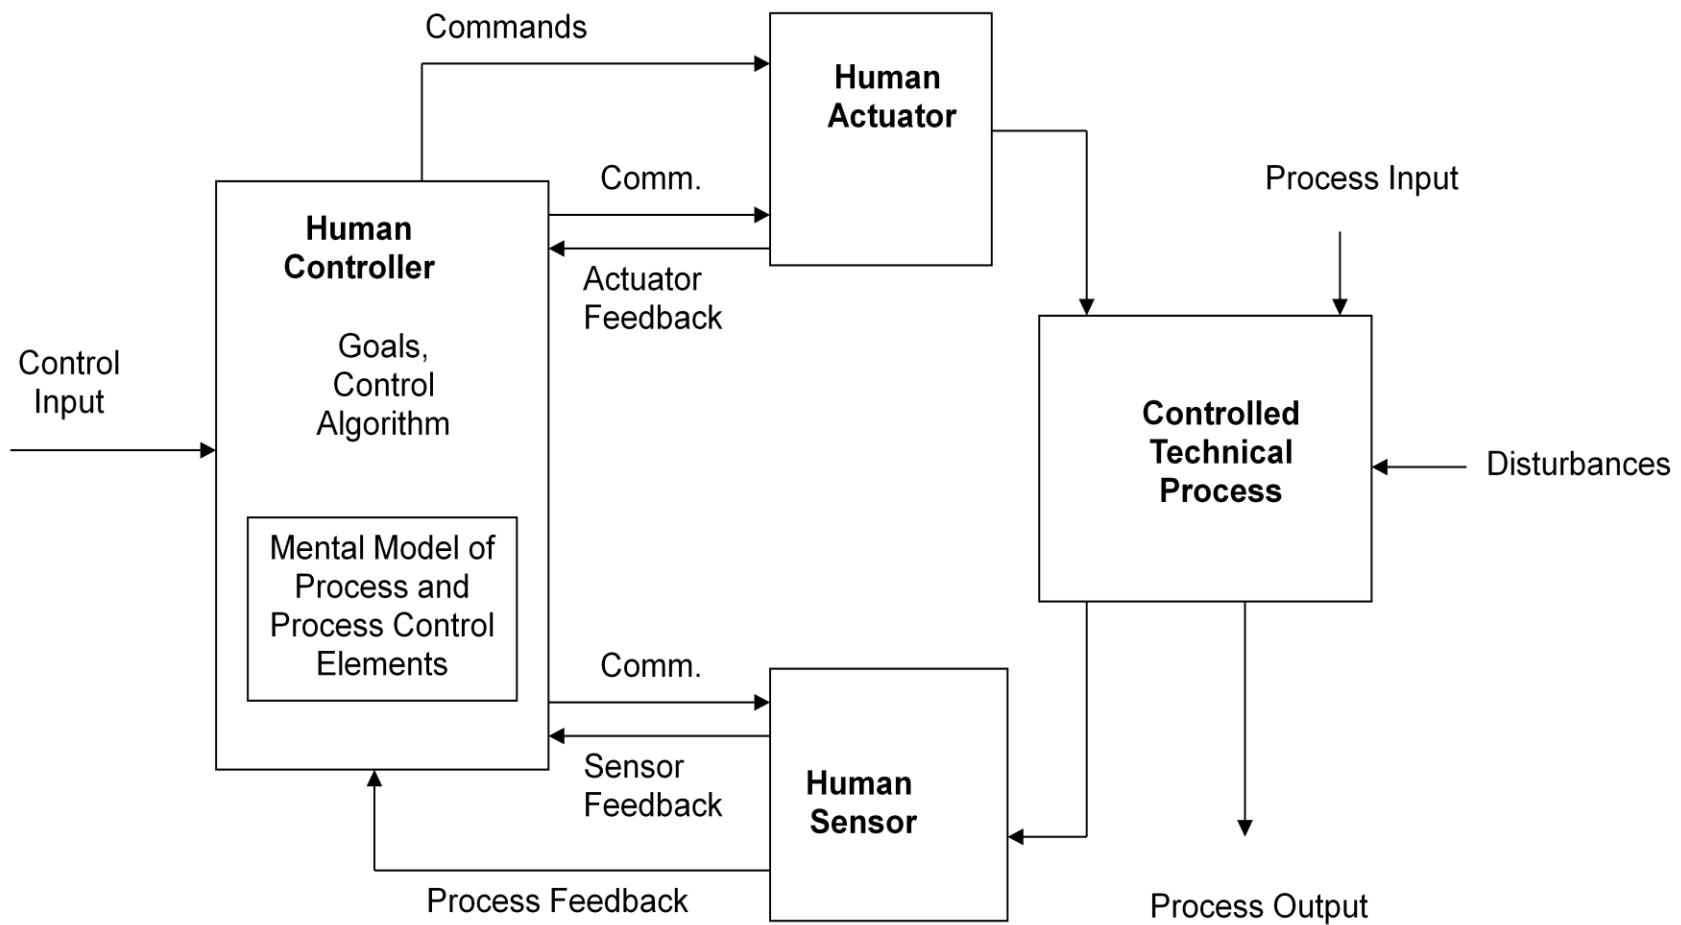 Commands
Human
Actuator
Comm.
Process Input
Human
Controller
Actuator
Feedback
Goals,
Control
Algorithm
Control
Input
Controlled
Technical
Process
Disturbances
Mental Model of
Process and
Process Control
Elements
Comm.
Sensor
Feedback
Human
Sensor
Process Feedback
Process Output